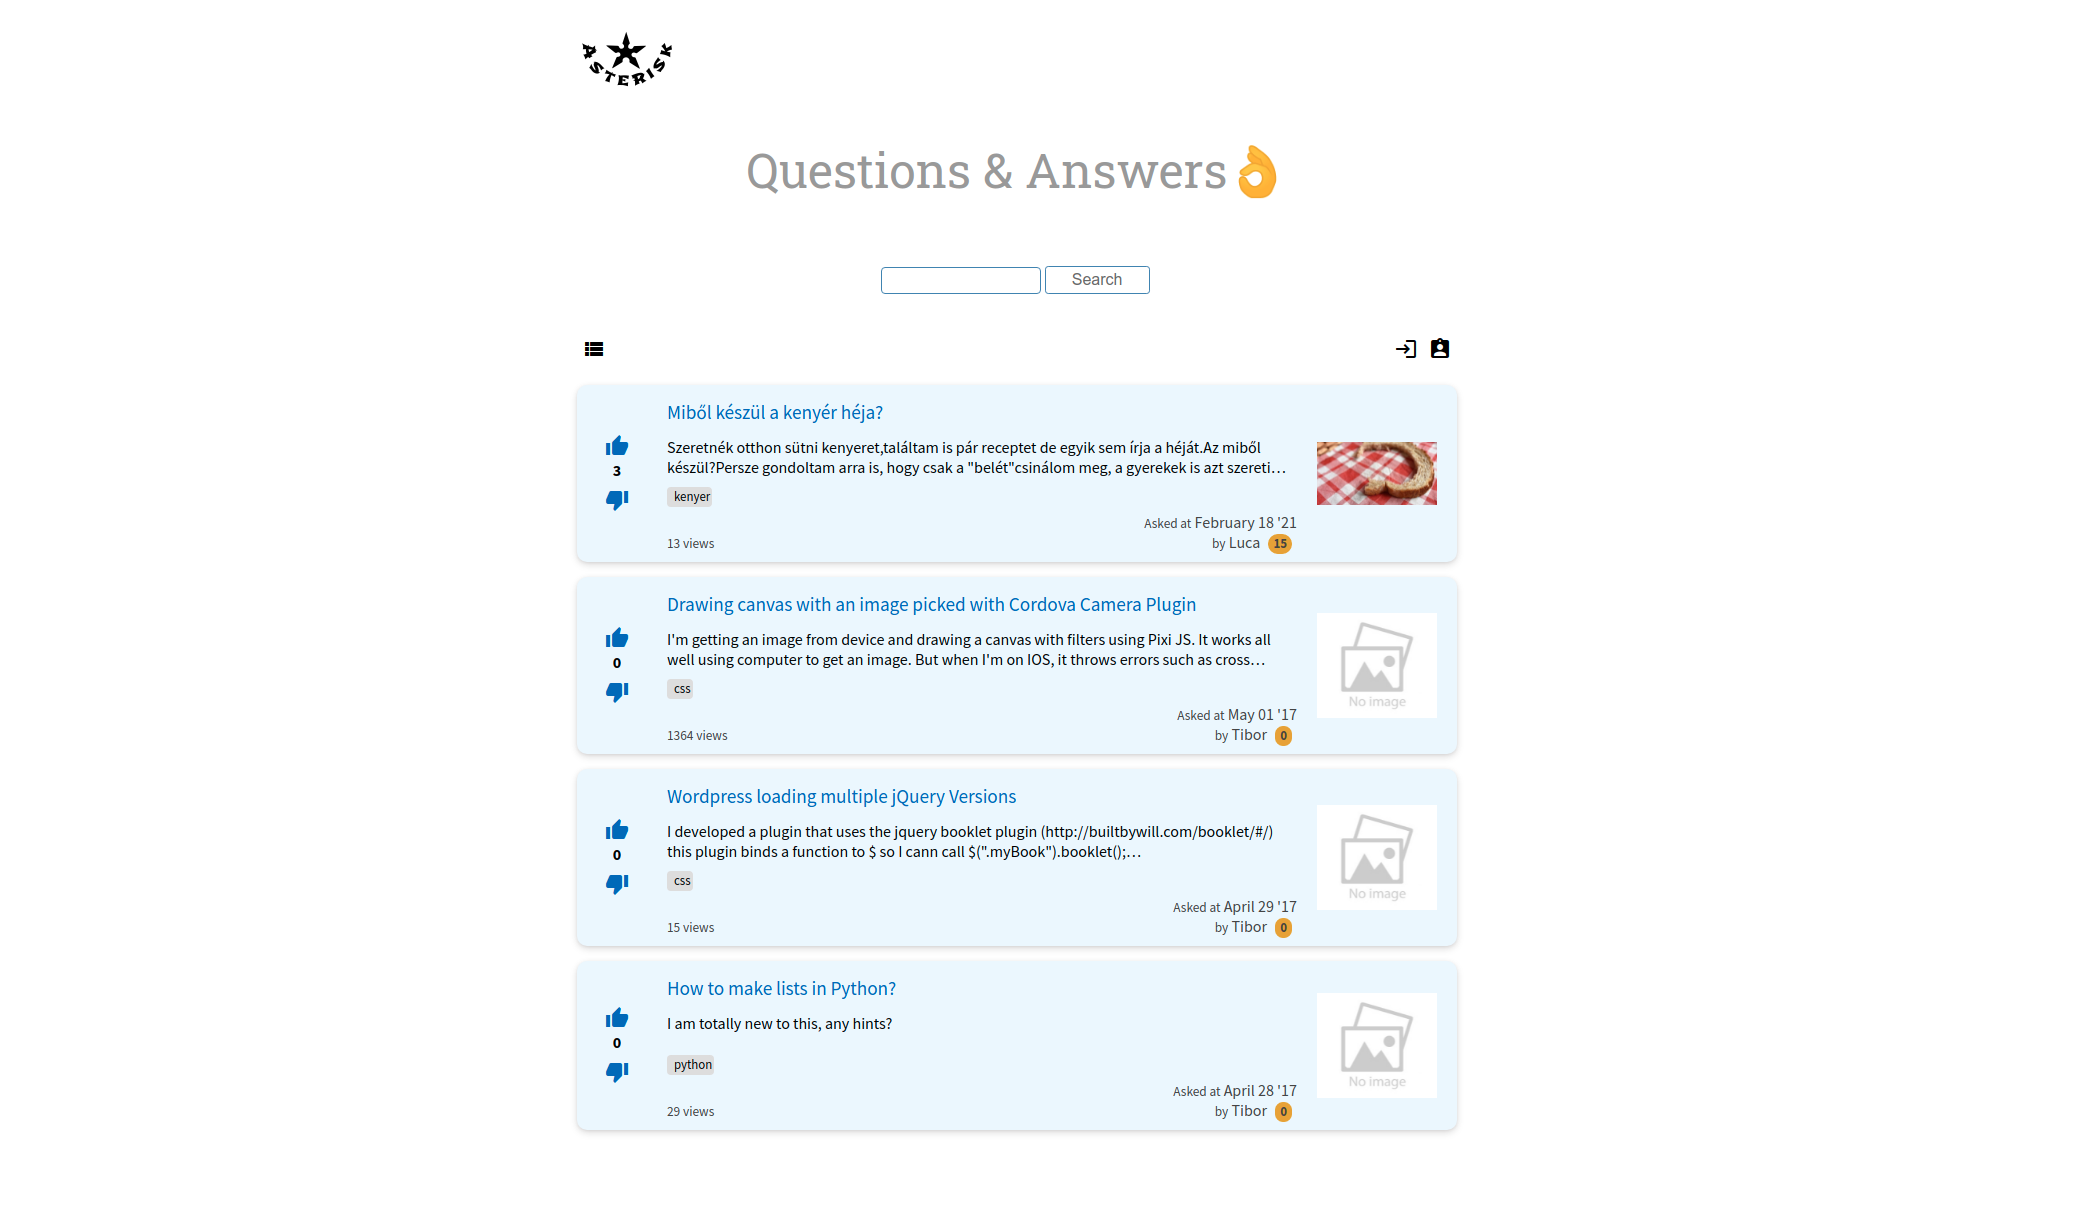 ASTERISK
Questions & Answers👌
Search
Miből készül a kenyér héja?
Szeretnék otthon sütni kenyeret,találtam is pár receptet de egyik sem írja a héját.Az miből
készül?Persze gondoltam arra is, hogy csak a "belét"csinálom meg, a gyerekek is azt szereti…
3
kenyer
Asked at February 18 '21
13 views
by Luca 15
Drawing canvas with an image picked with Cordova Camera Plugin
I'm getting an image from device and drawing a canvas with filters using Pixi JS. It works all
well using computer to get an image. But when I'm on IOS, it throws errors such as cross…
0
css
No image
Asked at May 01 '17
1364 views
by Tibor 0
Wordpress loading multiple jQuery Versions
I developed a plugin that uses the jquery booklet plugin (http://builtbywill.com/booklet/#/)
this plugin binds a function to $ so I cann call $(".myBook").booklet();…
0
css
No image
Asked at April 29 '17
15 views
by Tibor 0
How to make lists in Python?
I am totally new to this, any hints?
0
python
No image
Asked at April 28 '17
29 views
by Tibor 0